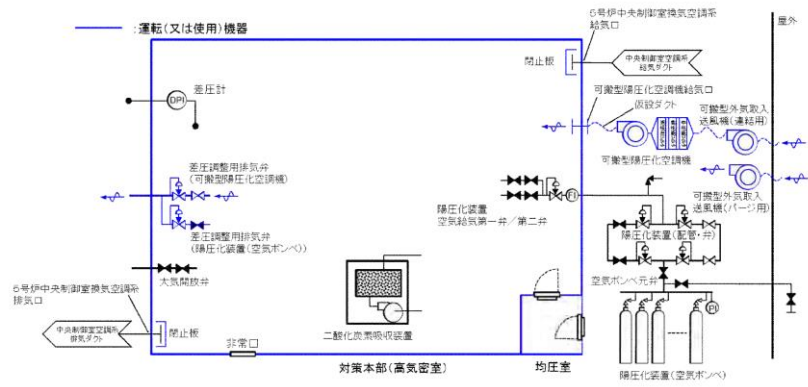 ：運転(又は使用)機器
5号炉中央制御室換気空調系
給気口
屋外
閉止板
中央制御室空調系
給気ダクト
差圧計
DPI
可搬型陽圧化空調機給気口
仮設ダクト
可搬型外気取入
送風機(連結用)
可搬型陽圧化空調機
差圧調整用排気弁
(可搬型陽圧化空調機)
可搬型外気取入
送風機(パージ用)
陽圧化装置
空気給気第一弁／第二弁
FI
差圧調整用排気弁
(陽圧化装置(空気ボンベ))
陽圧化装置(配管・弁)
大気開放弁
空気ボンベ元弁
5号炉中央制御室換気空調系
排気口
PI
中央制御室空調系
排気ダクト
閉止板
二酸化炭素吸収装置
非常口
対策本部(高気密室)
均圧室
陽圧化装置(空気ボンベ)